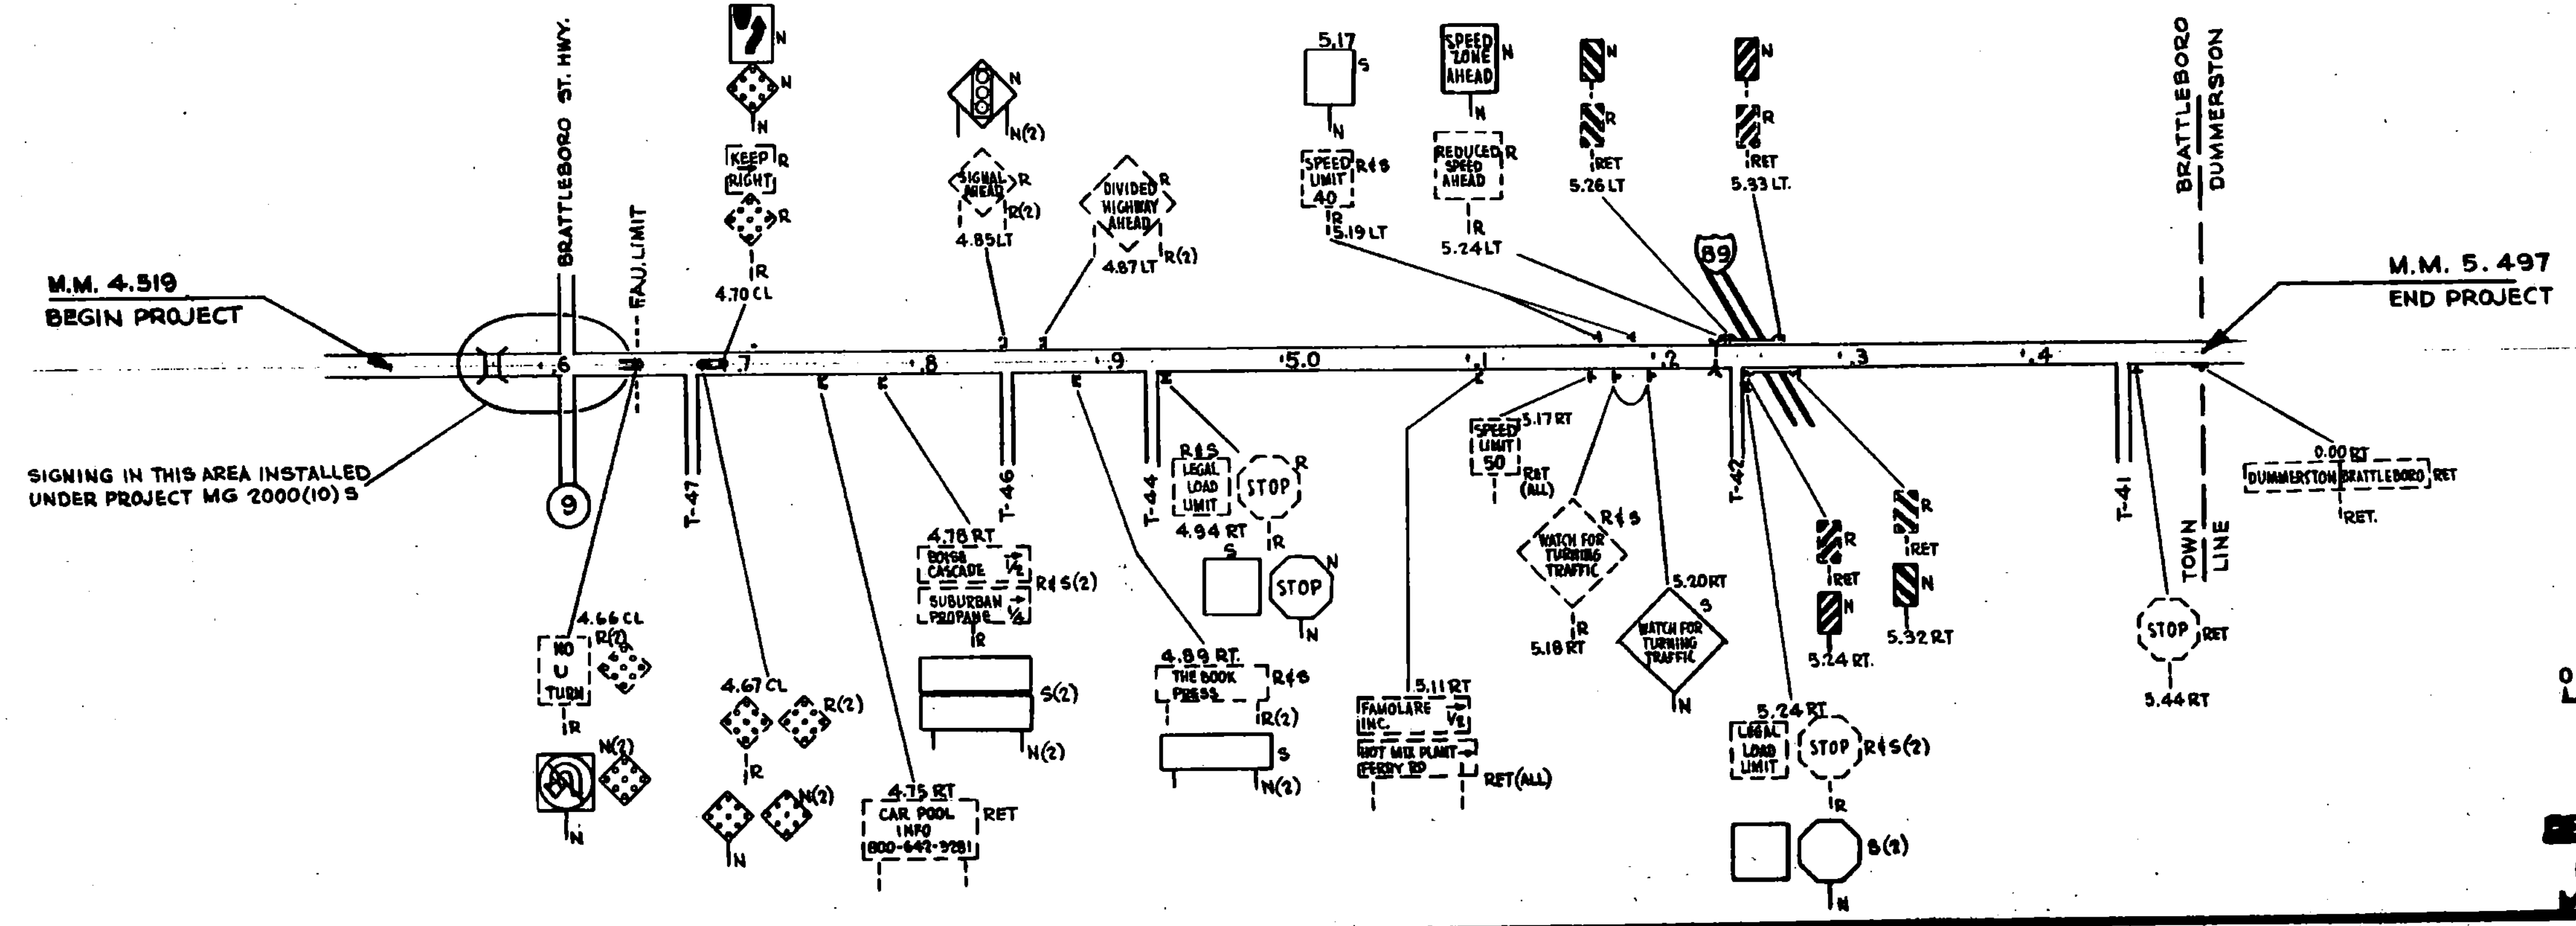 M.M. 4.519
BEGIN PROJECT
SIGNING IN THIS AREA INSTALLED
UNDER PROJECT MG 2000(10) S
BRATTLEBORO ST. HWY.
9
F.A.U. LIMIT
.6
.7
.8
.9
5.0
.1
.2
.3
.4
N
N
N
KEEP
RIGHT
R
R
R
4.70 CL
N
N(2)
SIGNAL
AHEAD
R
R(2)
4.85 LT
DIVIDED
HIGHWAY
AHEAD
R
R(2)
4.87 LT
5.17
S
N
SPEED
LIMIT
40
R&S
R
5.19 LT
SPEED
ZONE
AHEAD
N
N
REDUCED
SPEED
AHEAD
R
R
5.24 LT
N
R
RET
5.26 LT
N
R
RET
5.33 LT.
89
BRATTLEBORO
DUMMERSTON
M.M. 5.497
END PROJECT
T-47
T-46
T-44
T-42
T-41
TOWN
LINE
4.66 CL
R(2)
NO
U
TURN
R
N(2)
N
4.67 CL
R(2)
R
N(2)
N
4.75 RT
CAR POOL
INFO
800-642-3281
RET
4.78 RT
BOISE
CASCADE 1/2
SUBURBAN
PROPANE 1/4
R&S(2)
R
S(2)
N(2)
4.89 RT.
THE BOOK
PRESS
R&S
R(2)
S
N(2)
R&S
LEGAL
LOAD
LIMIT
4.94 RT
STOP
R
R
S
STOP
N
N
5.11 RT
FAMOLARE
INC. 1/2
HOT MIX PLANT
FERRY RD
RET(ALL)
5.17 RT
SPEED
LIMIT
50
RET
(ALL)
WATCH FOR
TURNING
TRAFFIC
R&S
R
5.18 RT
5.20 RT
S
WATCH FOR
TURNING
TRAFFIC
N
5.24 RT
LEGAL
LOAD
LIMIT
STOP
R&S(2)
R
S(2)
N
R
RET
N
5.24 RT.
R
RET
N
5.32 RT
STOP
RET
5.44 RT
0.00 RT
DUMMERSTON BRATTLEBORO
RET
RET.